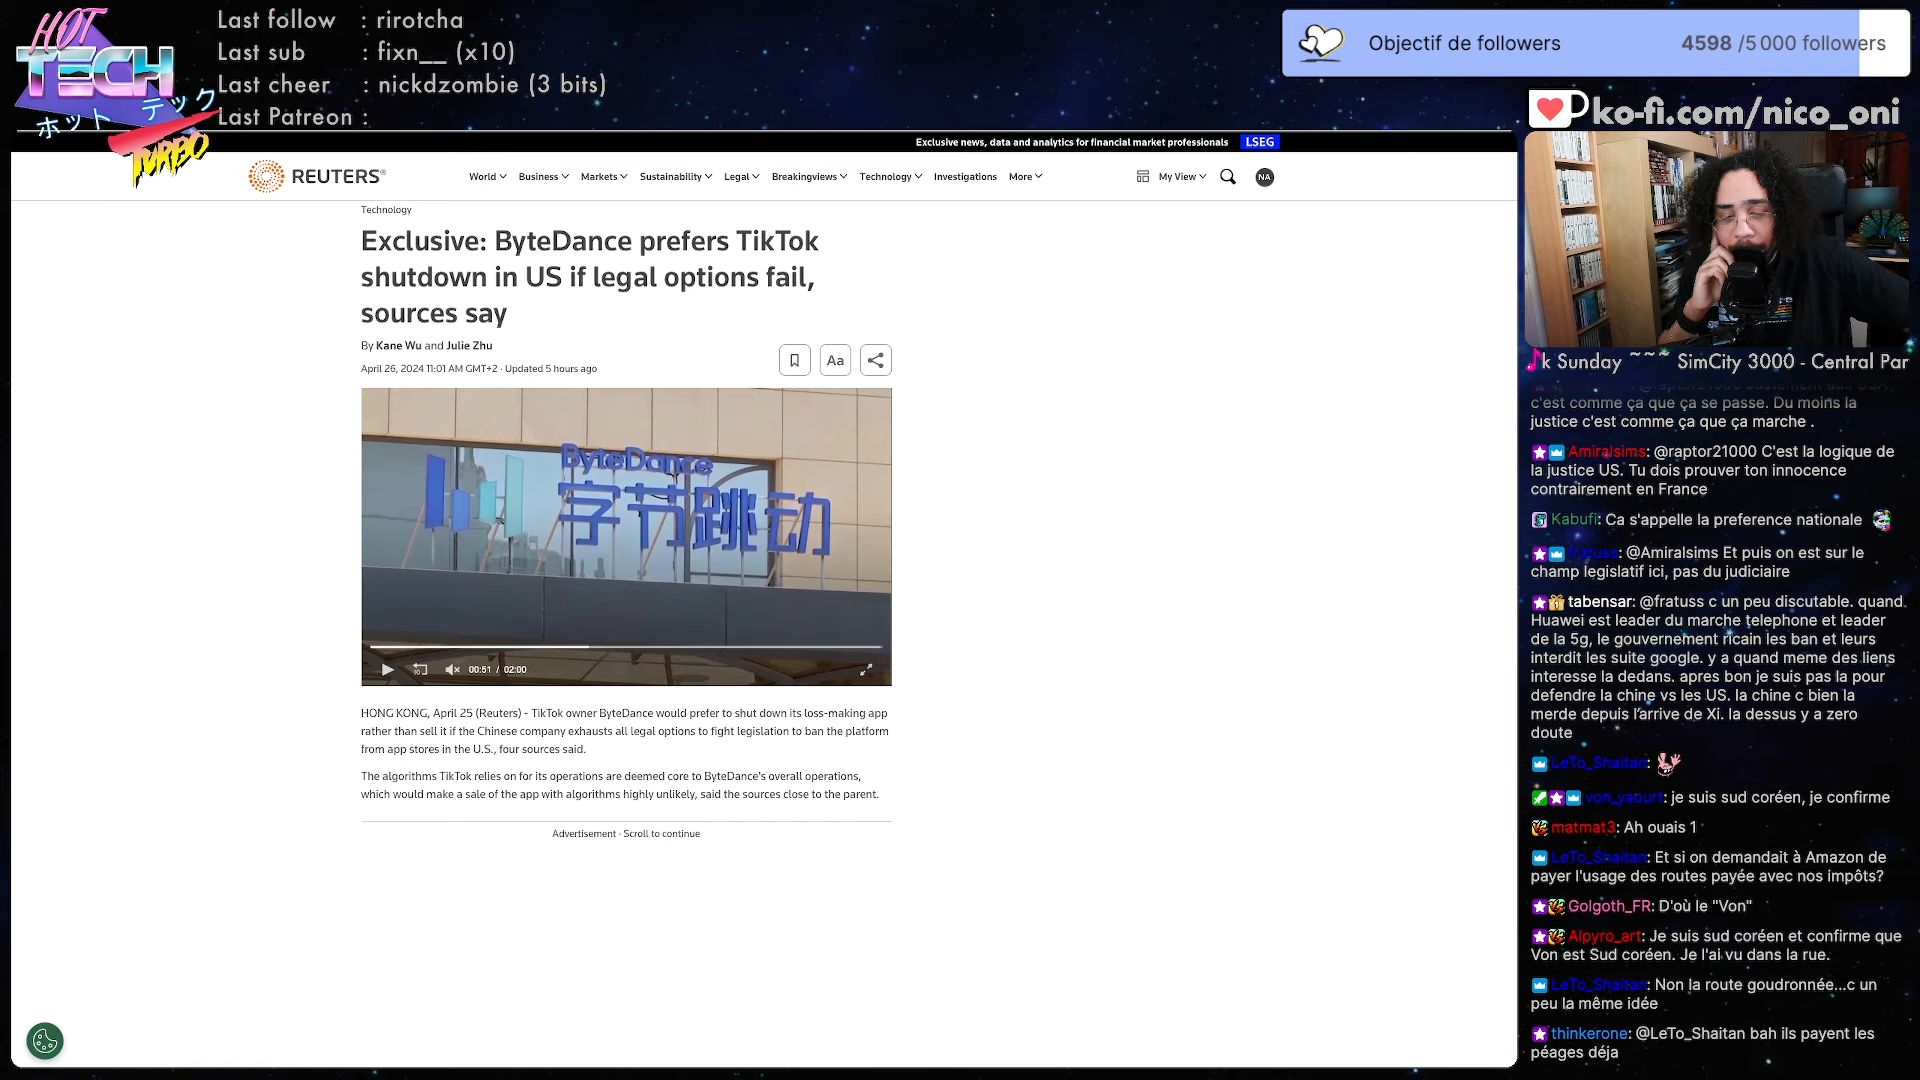 HOT
TECH
ホット テック
TURBO
Last follow : rirotcha
Last sub : fixn__ (x10)
Last cheer : nickdzombie (3 bits)
Last Patreon :
Objectif de followers 4598 /5 000 followers
ko-fi.com/nico_oni
Exclusive news, data and analytics for financial market professionals LSEG
REUTERS®
World Business Markets Sustainability Legal Breakingviews Technology Investigations More My View NA
Technology
Exclusive: ByteDance prefers TikTok
shutdown in US if legal options fail,
sources say
By Kane Wu and Julie Zhu
April 26, 2024 11:01 AM GMT+2 · Updated 5 hours ago
Aa
ByteDance
字节跳动
10
00:51 / 02:00
HONG KONG, April 25 (Reuters) - TikTok owner ByteDance would prefer to shut down its loss-making app
rather than sell it if the Chinese company exhausts all legal options to fight legislation to ban the platform
from app stores in the U.S., four sources said.
The algorithms TikTok relies on for its operations are deemed core to ByteDance's overall operations,
which would make a sale of the app with algorithms highly unlikely, said the sources close to the parent.
Advertisement · Scroll to continue
k Sunday ~~~ SimCity 3000 - Central Par
@raptor21000 Justement aux USA
c'est comme ça que ça se passe. Du moins la
justice c'est comme ça que ça marche .
Amiralsims: @raptor21000 C'est la logique de
la justice US. Tu dois prouver ton innocence
contrairement en France
Kabufi: Ca s'appelle la preference nationale
fratuss: @Amiralsims Et puis on est sur le
champ legislatif ici, pas du judiciaire
tabensar: @fratuss c un peu discutable. quand
Huawei est leader du marche telephone et leader
de la 5g, le gouvernement ricain les ban et leurs
interdit les suite google. y a quand meme des liens
interesse la dedans. apres bon je suis pas la pour
defendre la chine vs les US. la chine c bien la
merde depuis l'arrive de Xi. la dessus y a zero
doute
LeTo_Shaitan:
von_yaourt: je suis sud coréen, je confirme
matmat3: Ah ouais 1
LeTo_Shaitan: Et si on demandait à Amazon de
payer l'usage des routes payée avec nos impôts?
Golgoth_FR: D'où le "Von"
Alpyro_art: Je suis sud coréen et confirme que
Von est Sud coréen. Je l'ai vu dans la rue.
LeTo_Shaitan: Non la route goudronnée...c un
peu la même idée
thinkerone: @LeTo_Shaitan bah ils payent les
péages déja